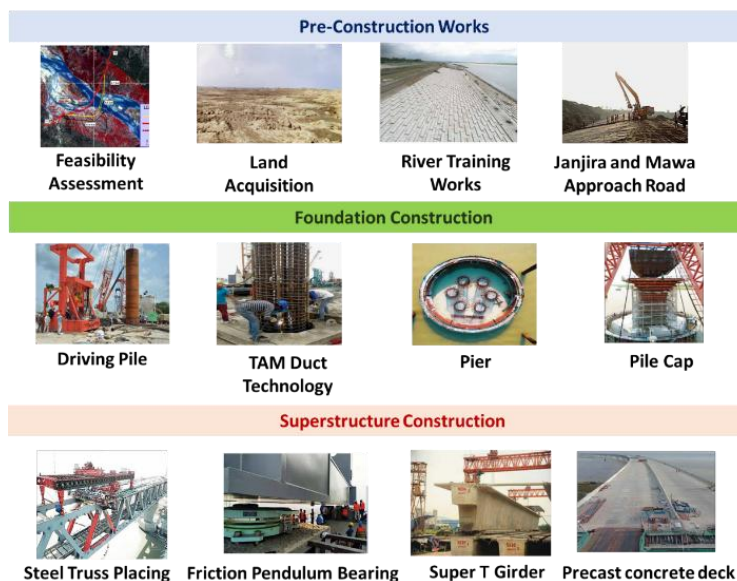 Pre-Construction Works
Feasibility
Assessment
Land
Acquisition
River Training
Works
Janjira and Mawa
Approach Road
Foundation Construction
Driving Pile
TAM Duct
Technology
Pier
Pile Cap
Superstructure Construction
Steel Truss Placing
Friction Pendulum Bearing
Super T Girder
Precast concrete deck